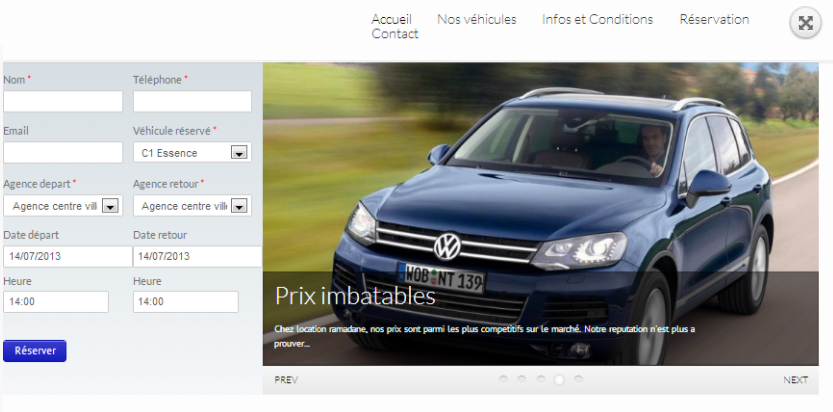 Accueil Nos véhicules Infos et Conditions Réservation
Contact
Nom * Téléphone *
Email Véhicule réservé *
C1 Essence
Agence depart * Agence retour *
Agence centre vill Agence centre ville
Date départ Date retour
14/07/2013 14/07/2013
Heure Heure
14:00 14:00
Réserver
WOB NT 139
Prix imbatables
Chez location ramadane, nos prix sont parmi les plus competitifs sur le marché. Notre reputation n'est plus a
prouver...
PREV NEXT